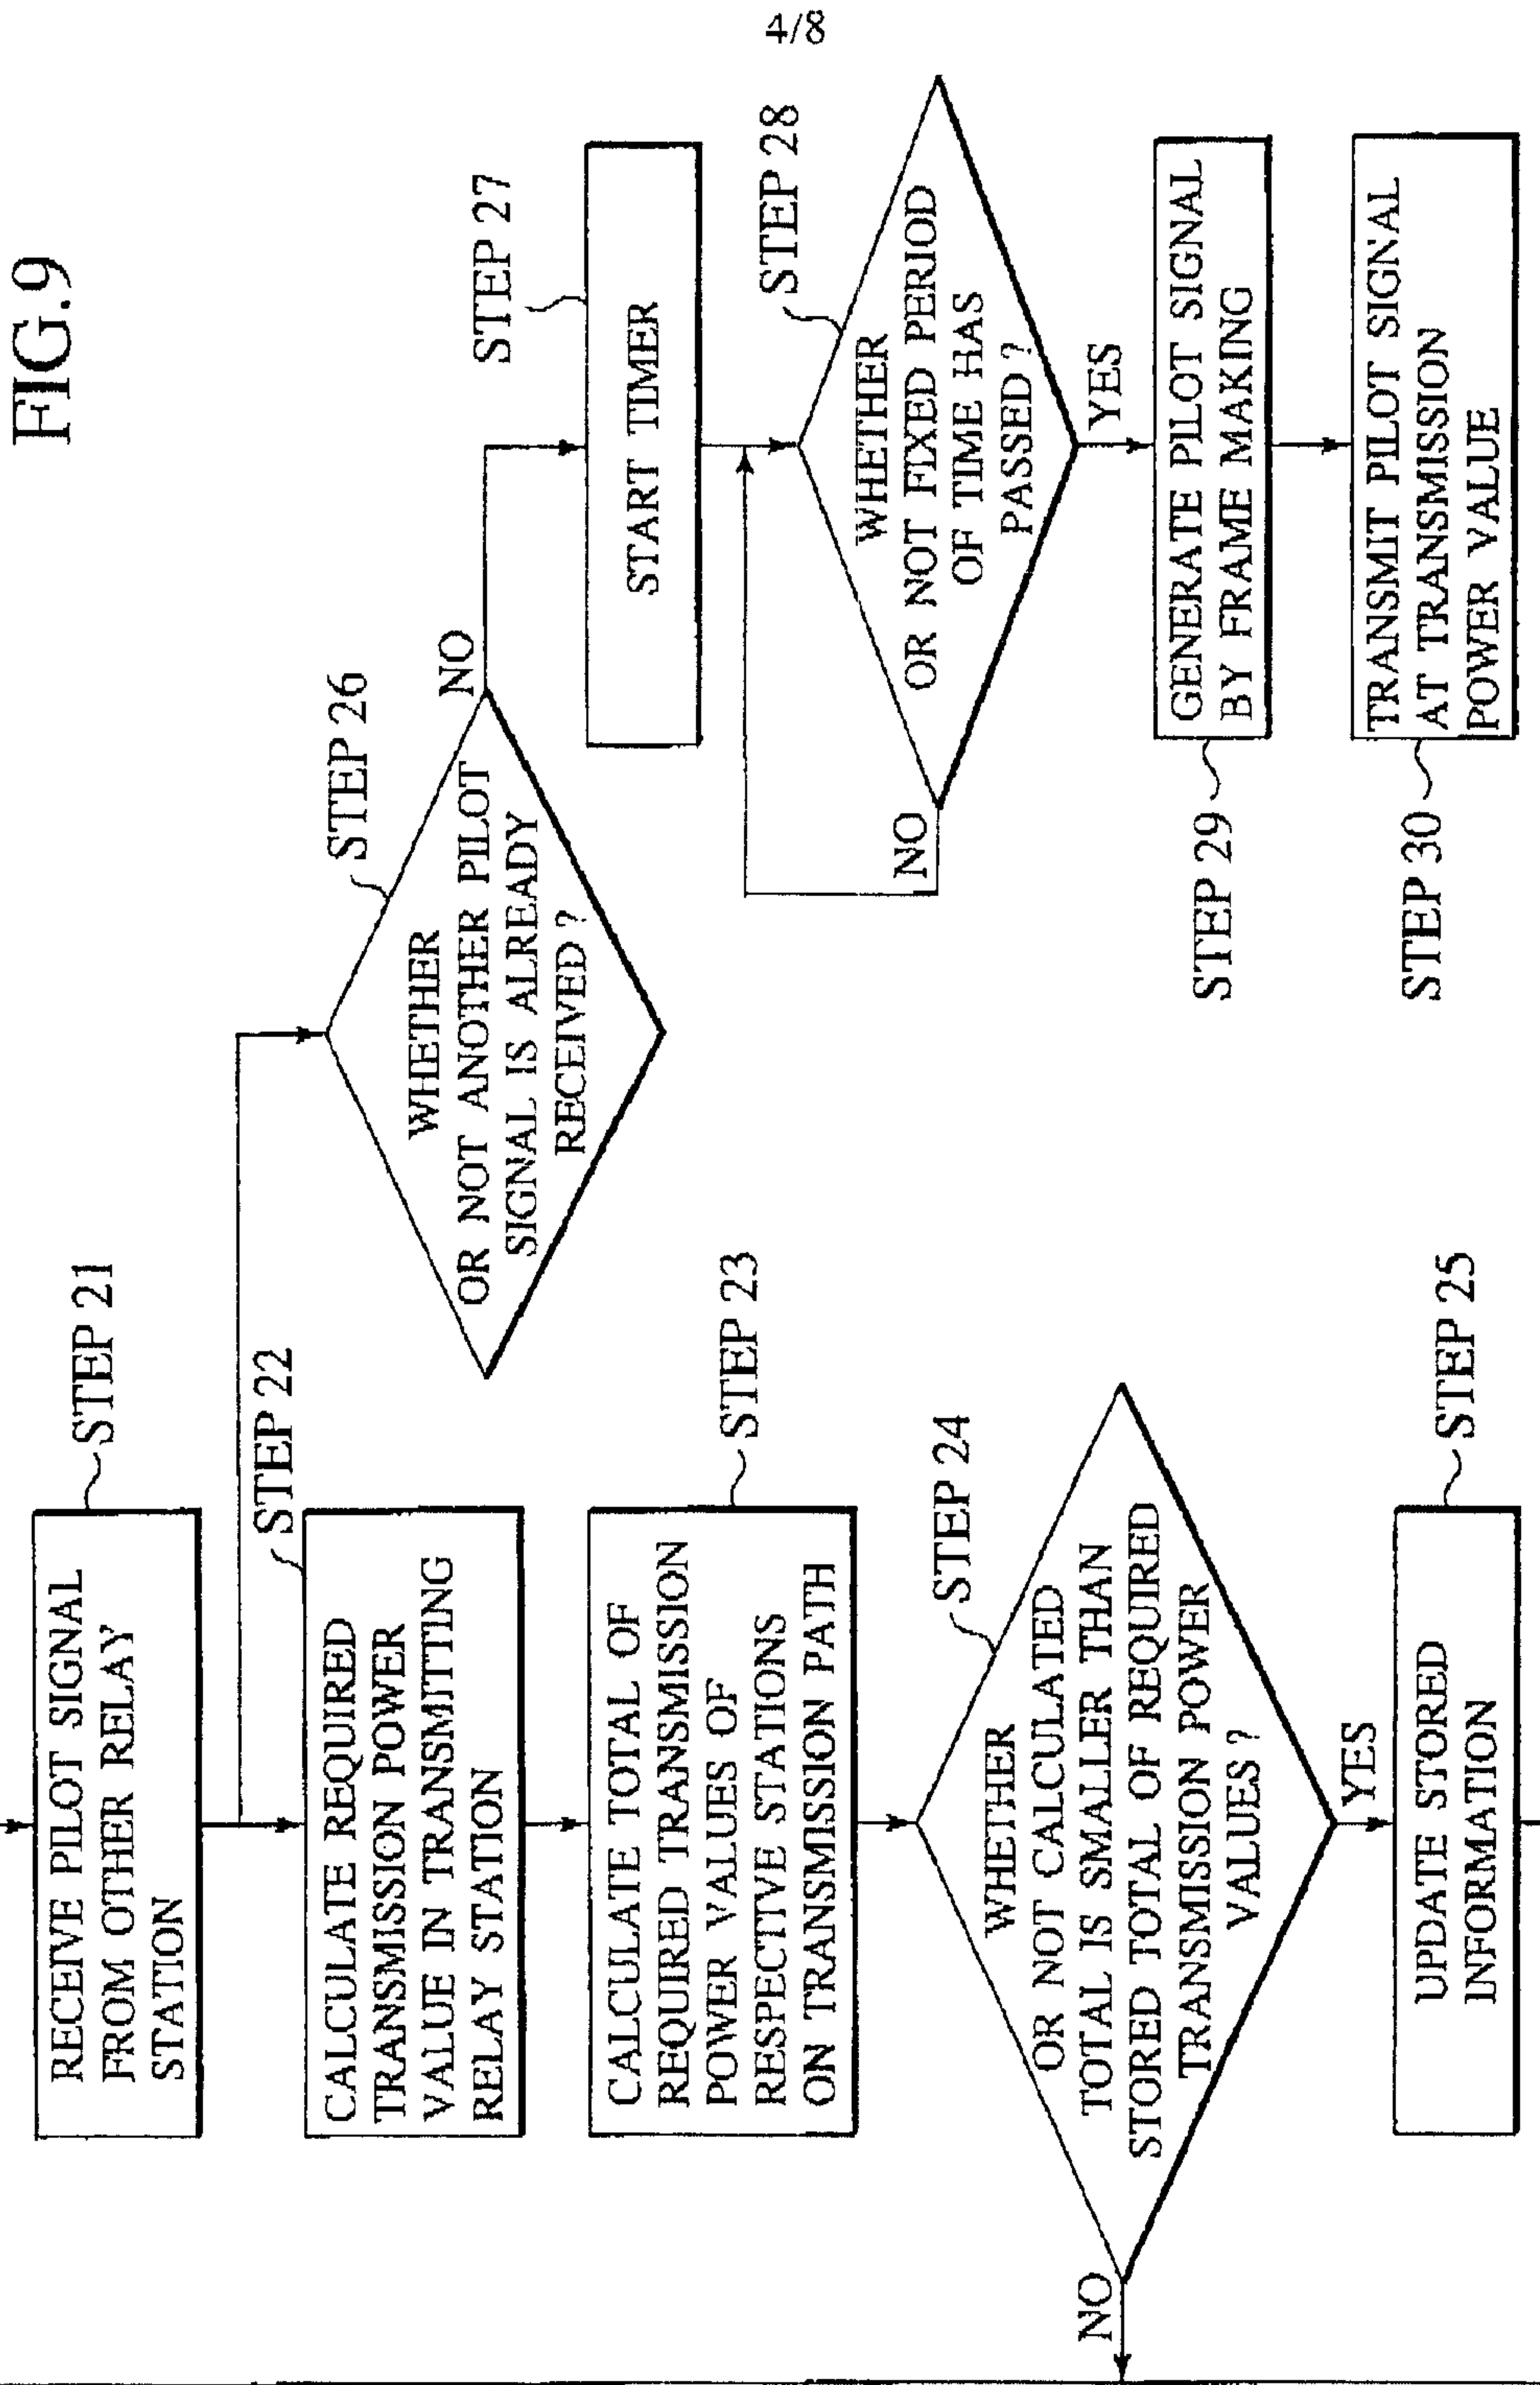 4/8
FIG.9
RECEIVE PILOT SIGNAL
FROM OTHER RELAY
STATION
STEP 21
STEP 22
CALCULATE REQUIRED
TRANSMISSION POWER
VALUE IN TRANSMITTING
RELAY STATION
CALCULATE TOTAL OF
REQUIRED TRANSMISSION
POWER VALUES OF
RESPECTIVE STATIONS
ON TRANSMISSION PATH
STEP 23
STEP 24
WHETHER
OR NOT CALCULATED
TOTAL IS SMALLER THAN
STORED TOTAL OF REQUIRED
TRANSMISSION POWER
VALUES ?
NO
YES
UPDATE STORED
INFORMATION
STEP 25
STEP 26
WHETHER
OR NOT ANOTHER PILOT
SIGNAL IS ALREADY
RECEIVED ?
NO
STEP 27
START TIMER
STEP 28
WHETHER
OR NOT FIXED PERIOD
OF TIME HAS
PASSED ?
NO
YES
STEP 29
GENERATE PILOT SIGNAL
BY FRAME MAKING
STEP 30
TRANSMIT PILOT SIGNAL
AT TRANSMISSION
POWER VALUE